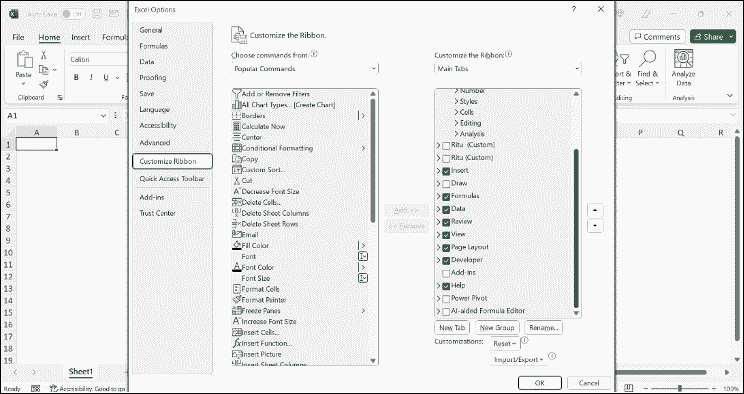 Excel Options
?
AutoSave Off
File Home Insert Formulas
Comments Share
Paste
Clipboard
Calibri
B I U
Find &
Select
Analyze
Data
Analysis
A1
A B C P Q R
1
2
3
4
5
6
7
8
9
10
11
12
13
14
15
16
17
18
19
General
Formulas
Data
Proofing
Save
Language
Accessibility
Advanced
Customize Ribbon
Quick Access Toolbar
Add-ins
Trust Center
Customize the Ribbon.
Choose commands from:
Popular Commands
Add or Remove Filters
All Chart Types... [Create Chart]
Borders
Calculate Now
Center
Conditional Formatting
Copy
Custom Sort...
Cut
Decrease Font Size
Delete Cells...
Delete Sheet Columns
Delete Sheet Rows
Email
Fill Color
Font
Font Color
Font Size
Format Cells
Format Painter
Freeze Panes
Increase Font Size
Insert Cells...
Insert Function...
Insert Picture
Insert Sheet Columns
Add >>
<< Remove
Customize the Ribbon:
Main Tabs
Number
Styles
Cells
Editing
Analysis
Ritu (Custom)
Ritu (Custom)
Insert
Draw
Formulas
Data
Review
View
Page Layout
Developer
Add-ins
Help
Power Pivot
AI-aided Formula Editor
New Tab New Group Rename...
Customizations: Reset
Import/Export
OK Cancel
Sheet1
Ready Accessibility: Good to go
100%